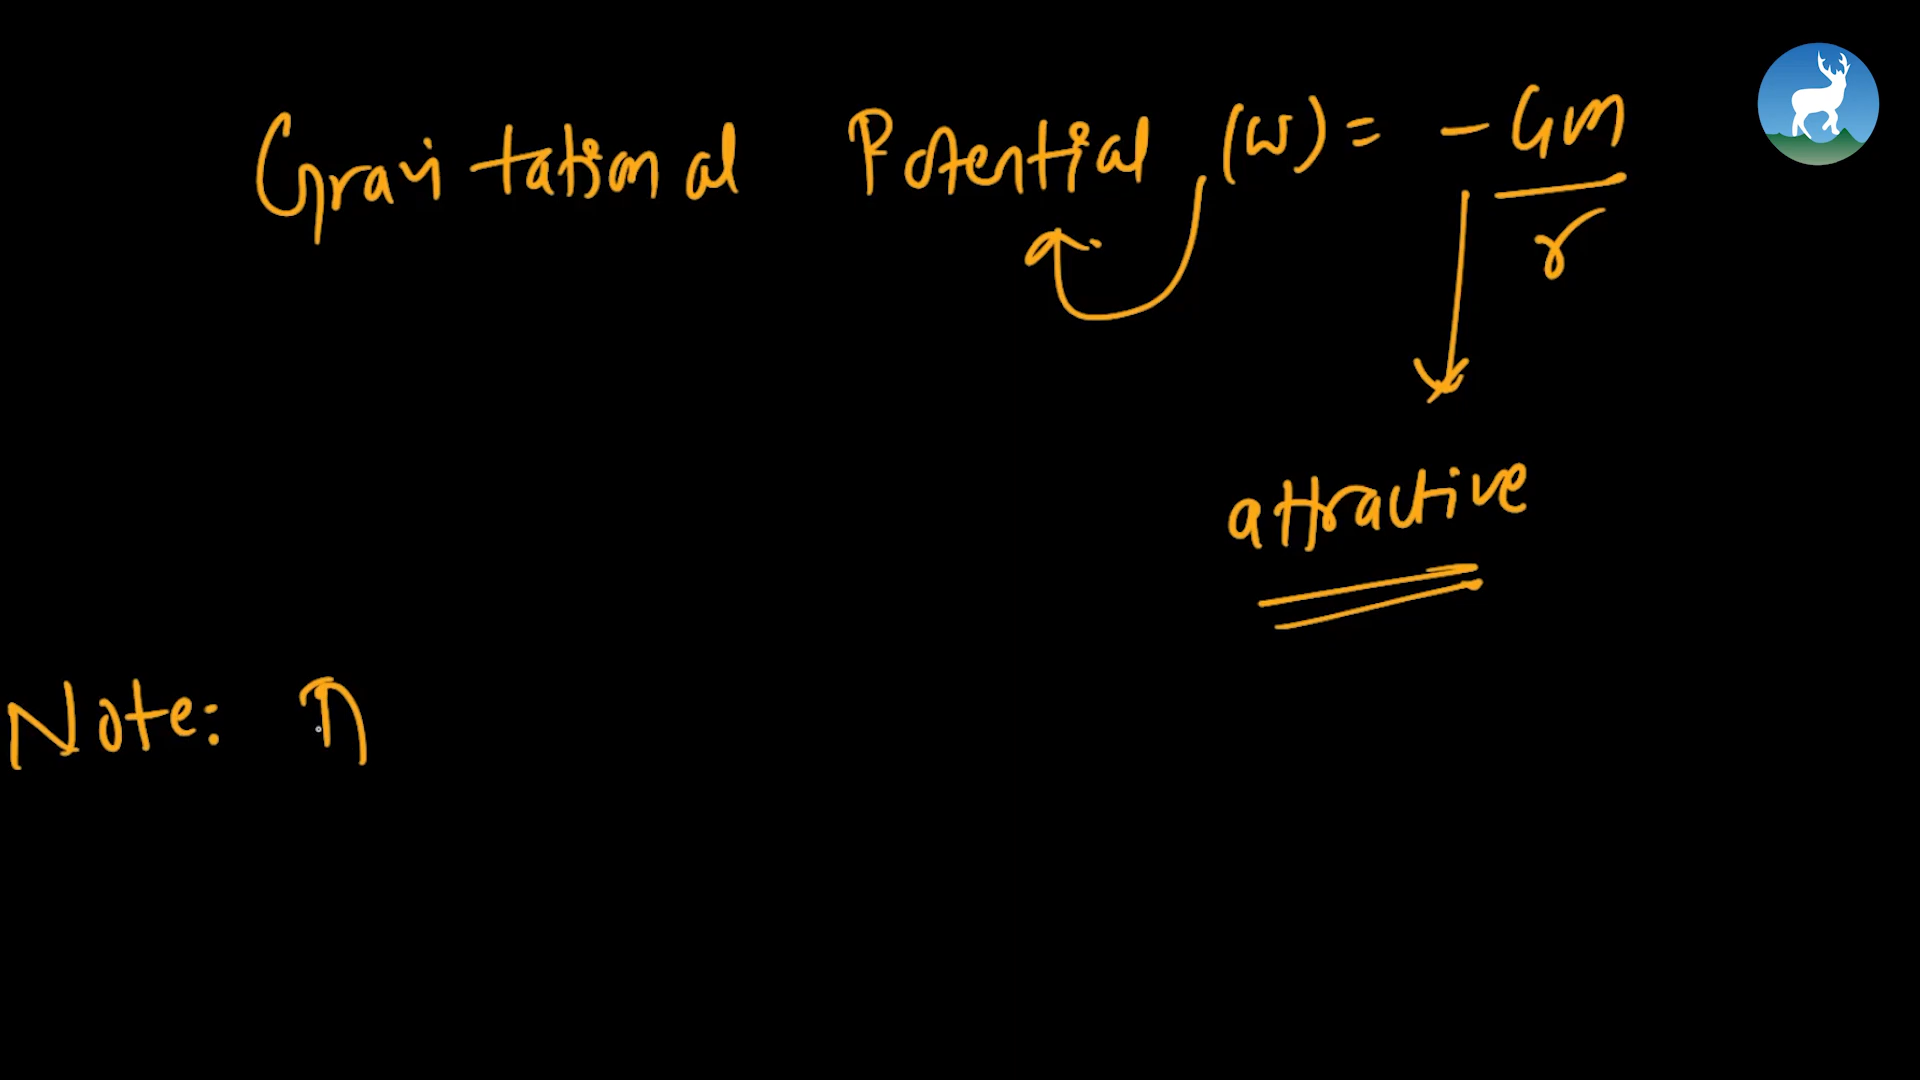 Gravitational Potential (W) = - GM / r
attractive
Note: